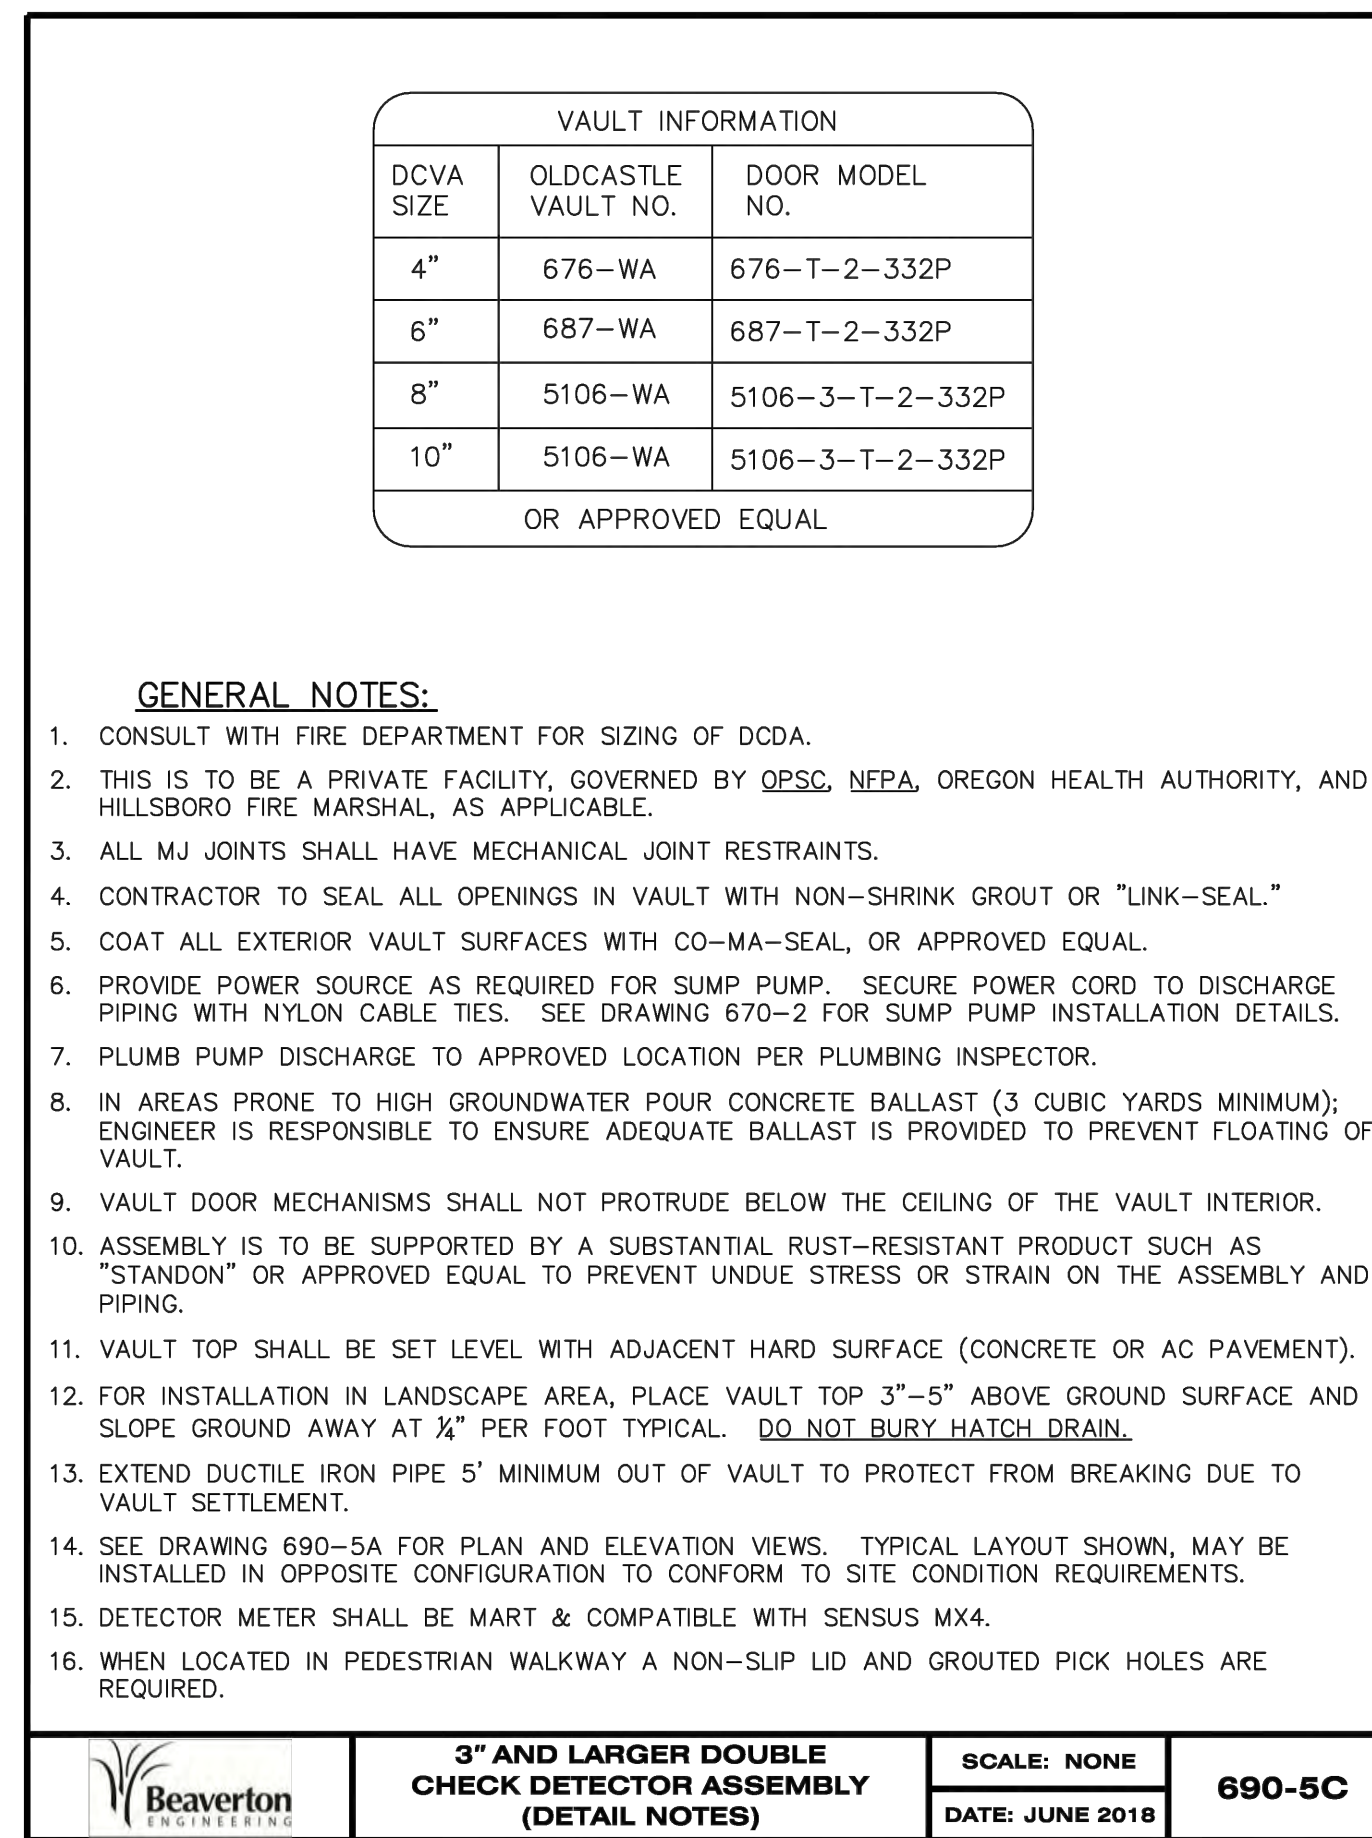 VAULT INFORMATION
DCVA SIZE
OLDCASTLE VAULT NO.
DOOR MODEL NO.
4" 676-WA 676-T-2-332P
6" 687-WA 687-T-2-332P
8" 5106-WA 5106-3-T-2-332P
10" 5106-WA 5106-3-T-2-332P
OR APPROVED EQUAL
GENERAL NOTES:
1. CONSULT WITH FIRE DEPARTMENT FOR SIZING OF DCDA.
2. THIS IS TO BE A PRIVATE FACILITY, GOVERNED BY OPSC, NFPA, OREGON HEALTH AUTHORITY, AND
HILLSBORO FIRE MARSHAL, AS APPLICABLE.
3. ALL MJ JOINTS SHALL HAVE MECHANICAL JOINT RESTRAINTS.
4. CONTRACTOR TO SEAL ALL OPENINGS IN VAULT WITH NON-SHRINK GROUT OR "LINK-SEAL."
5. COAT ALL EXTERIOR VAULT SURFACES WITH CO-MA-SEAL, OR APPROVED EQUAL.
6. PROVIDE POWER SOURCE AS REQUIRED FOR SUMP PUMP. SECURE POWER CORD TO DISCHARGE
PIPING WITH NYLON CABLE TIES. SEE DRAWING 670-2 FOR SUMP PUMP INSTALLATION DETAILS.
7. PLUMB PUMP DISCHARGE TO APPROVED LOCATION PER PLUMBING INSPECTOR.
8. IN AREAS PRONE TO HIGH GROUNDWATER POUR CONCRETE BALLAST (3 CUBIC YARDS MINIMUM);
ENGINEER IS RESPONSIBLE TO ENSURE ADEQUATE BALLAST IS PROVIDED TO PREVENT FLOATING OF
VAULT.
9. VAULT DOOR MECHANISMS SHALL NOT PROTRUDE BELOW THE CEILING OF THE VAULT INTERIOR.
10. ASSEMBLY IS TO BE SUPPORTED BY A SUBSTANTIAL RUST-RESISTANT PRODUCT SUCH AS
"STANDON" OR APPROVED EQUAL TO PREVENT UNDUE STRESS OR STRAIN ON THE ASSEMBLY AND
PIPING.
11. VAULT TOP SHALL BE SET LEVEL WITH ADJACENT HARD SURFACE (CONCRETE OR AC PAVEMENT).
12. FOR INSTALLATION IN LANDSCAPE AREA, PLACE VAULT TOP 3"-5" ABOVE GROUND SURFACE AND
SLOPE GROUND AWAY AT ¼" PER FOOT TYPICAL. DO NOT BURY HATCH DRAIN.
13. EXTEND DUCTILE IRON PIPE 5' MINIMUM OUT OF VAULT TO PROTECT FROM BREAKING DUE TO
VAULT SETTLEMENT.
14. SEE DRAWING 690-5A FOR PLAN AND ELEVATION VIEWS. TYPICAL LAYOUT SHOWN, MAY BE
INSTALLED IN OPPOSITE CONFIGURATION TO CONFORM TO SITE CONDITION REQUIREMENTS.
15. DETECTOR METER SHALL BE MART & COMPATIBLE WITH SENSUS MX4.
16. WHEN LOCATED IN PEDESTRIAN WALKWAY A NON-SLIP LID AND GROUTED PICK HOLES ARE
REQUIRED.
Beaverton
ENGINEERING
3" AND LARGER DOUBLE
CHECK DETECTOR ASSEMBLY
(DETAIL NOTES)
SCALE: NONE
DATE: JUNE 2018
690-5C